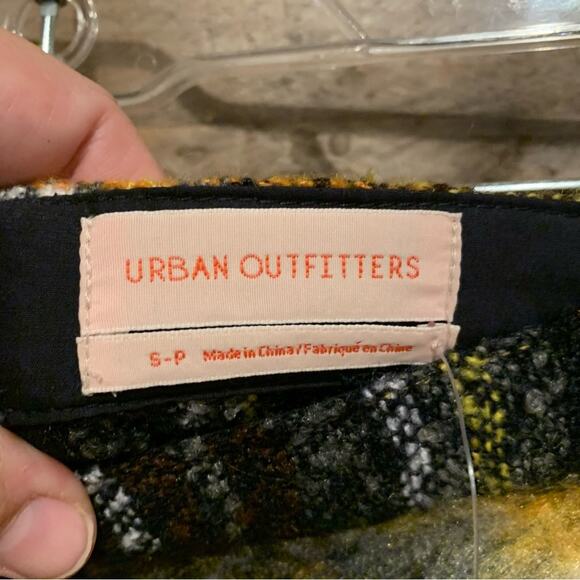 URBAN OUTFITTERS
S-P Made in China/Fabriqué en Chine